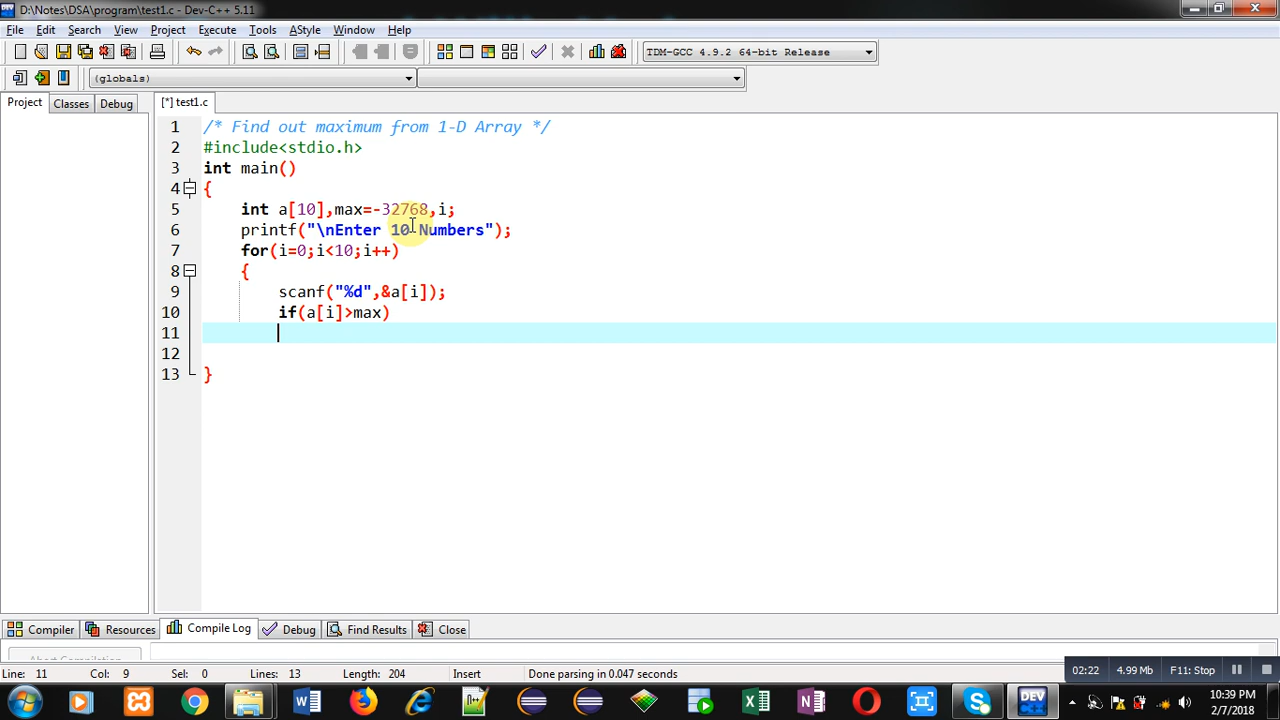 D:\Notes\DSA\program\test1.c - Dev-C++ 5.11
File Edit Search View Project Execute Tools AStyle Window Help
TDM-GCC 4.9.2 64-bit Release
(globals)
Project Classes Debug
[*] test1.c
1 /* Find out maximum from 1-D Array */
2 #include<stdio.h>
3 int main()
4 {
5 int a[10],max=-32768,i;
6 printf("\nEnter 10 Numbers");
7 for(i=0;i<10;i++)
8 {
9 scanf("%d",&a[i]);
10 if(a[i]>max)
11
12
13 }
Compiler Resources Compile Log Debug Find Results Close
Abort Compilation
Line: 11 Col: 9 Sel: 0 Lines: 13 Length: 204 Insert Done parsing in 0.047 seconds
02:22 4.99 Mb F11: Stop
DEV
10:39 PM
2/7/2018